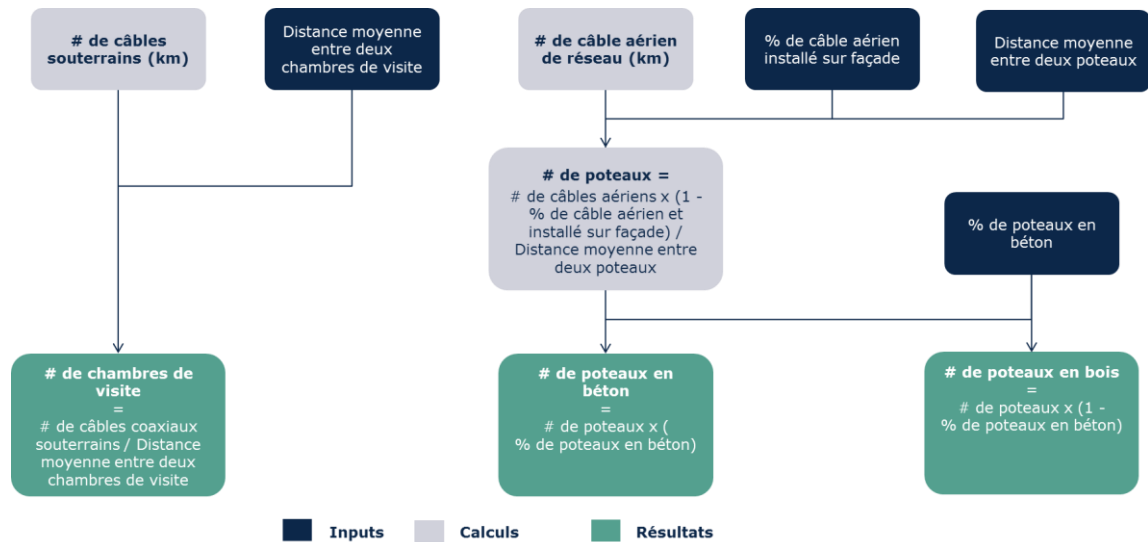 # de câbles
souterrains (km)
Distance moyenne
entre deux
chambres de visite
# de câble aérien
de réseau (km)
% de câble aérien
installé sur façade
Distance moyenne
entre deux poteaux
# de poteaux =
# de câbles aériens x (1 -
% de câble aérien et
installé sur façade) /
Distance moyenne entre
deux poteaux
% de poteaux en
béton
# de chambres de
visite
=
# de câbles coaxiaux
souterrains / Distance
moyenne entre deux
chambres de visite
# de poteaux en
béton
=
# de poteaux x (
% de poteaux en béton)
# de poteaux en bois
=
# de poteaux x (1 -
% de poteaux en béton)
Inputs
Calculs
Résultats